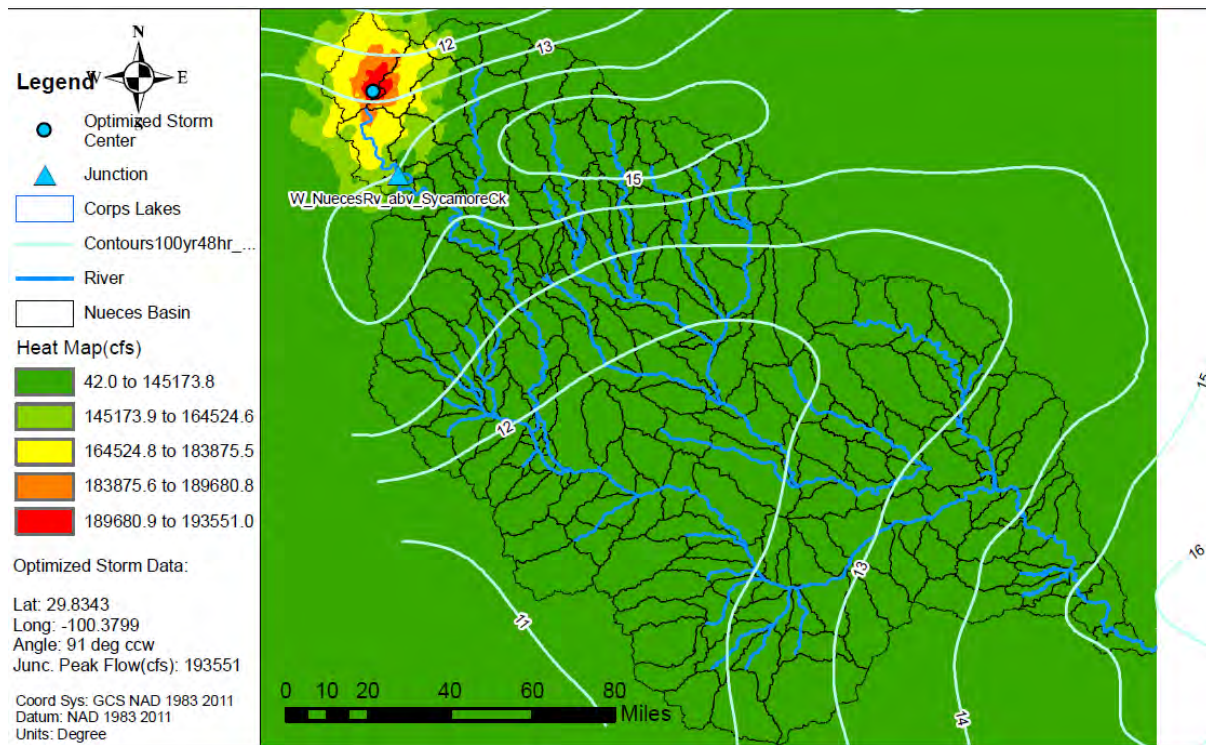 N
W
E
S
Legend
Optimized Storm
Center
Junction
Corps Lakes
Contours100yr48hr_...
River
Nueces Basin
Heat Map(cfs)
42.0 to 145173.8
145173.9 to 164524.6
164524.8 to 183875.5
183875.6 to 189680.8
189680.9 to 193551.0
Optimized Storm Data:
Lat: 29.8343
Long: -100.3799
Angle: 91 deg ccw
Junc. Peak Flow(cfs): 193551
Coord Sys: GCS NAD 1983 2011
Datum: NAD 1983 2011
Units: Degree
12
13
15
W_NuecesRv_abv_SycamoreCk
15
12
16
13
11
14
0 10 20 40 60 80
Miles